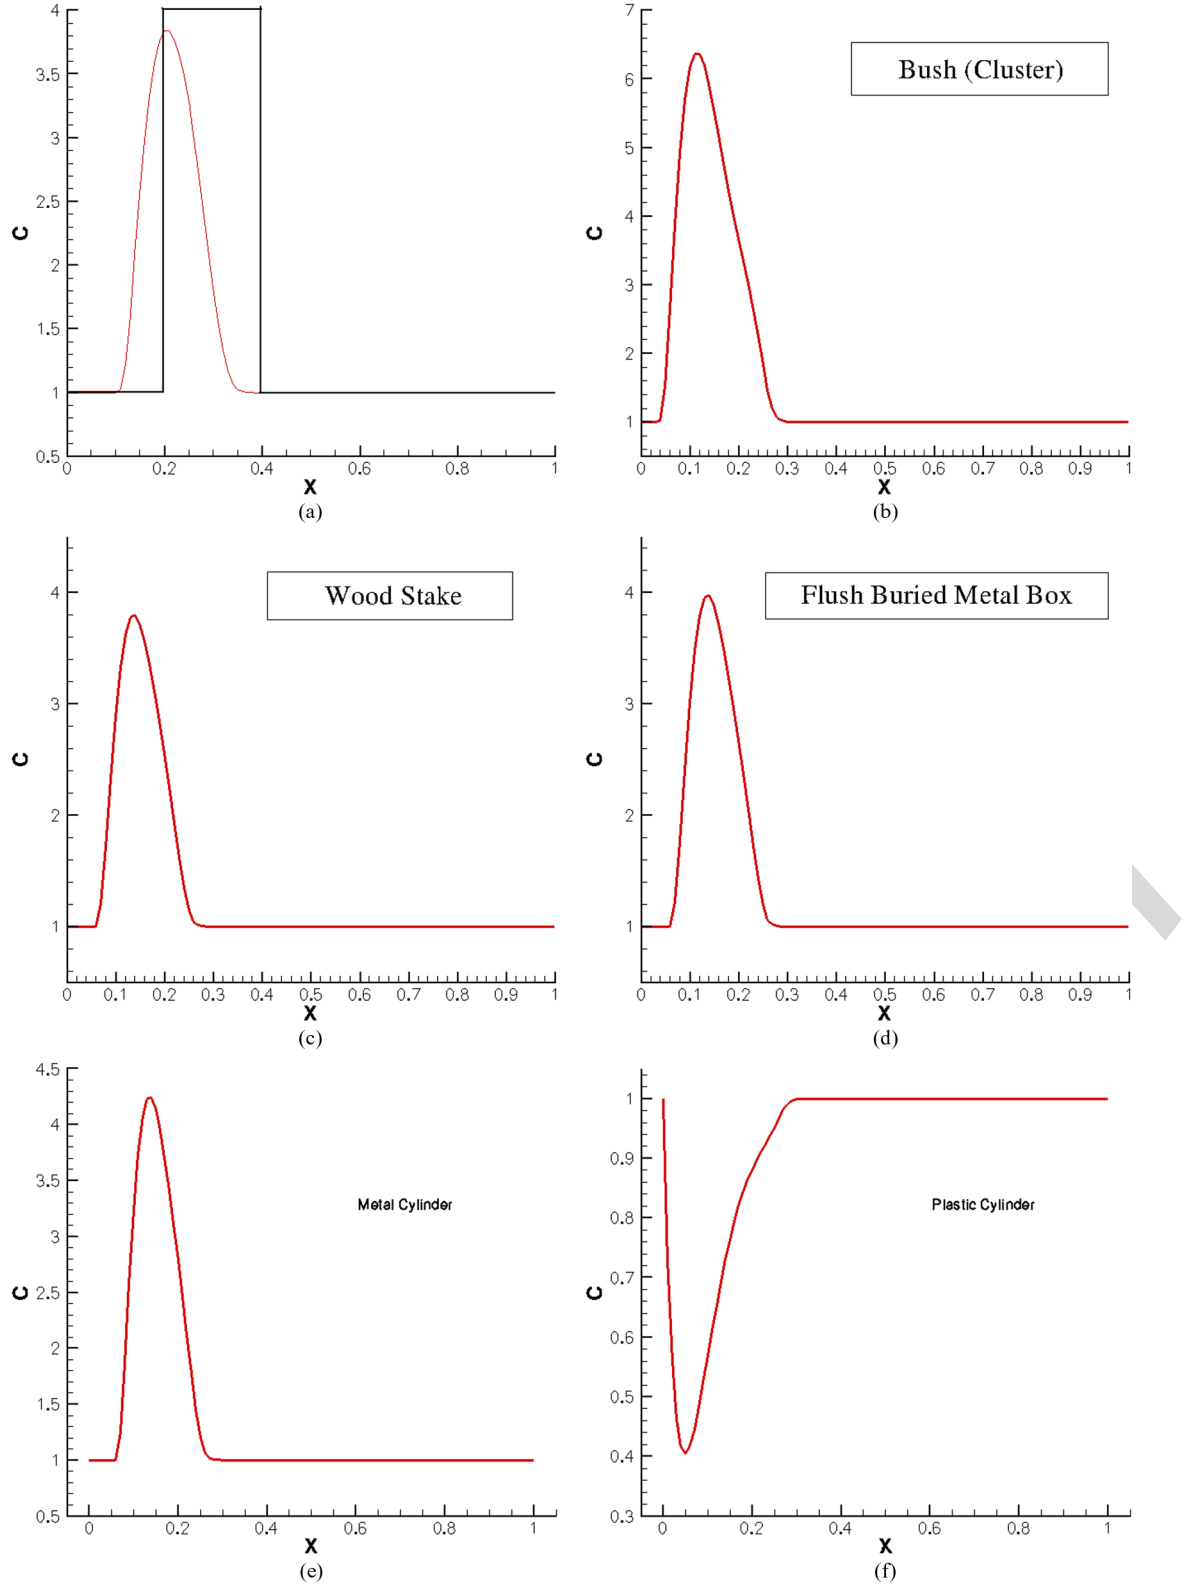 4
3.5
3
2.5
2
1.5
1
0.5
C
0 0.2 0.4 0.6 0.8 1
X
(a)
7
6
5
4
3
2
1
C
Bush (Cluster)
0 0.1 0.2 0.3 0.4 0.5 0.6 0.7 0.8 0.9 1
X
(b)
4
3
2
1
C
Wood Stake
0 0.1 0.2 0.3 0.4 0.5 0.6 0.7 0.8 0.9 1
X
(c)
4
3
2
1
C
Flush Buried Metal Box
0 0.1 0.2 0.3 0.4 0.5 0.6 0.7 0.8 0.9 1
X
(d)
4.5
4
3.5
3
2.5
2
1.5
1
0.5
C
Metal Cylinder
0 0.2 0.4 0.6 0.8 1
X
(e)
1
0.9
0.8
0.7
0.6
0.5
0.4
0.3
C
Plastic Cylinder
0 0.2 0.4 0.6 0.8 1
X
(f)